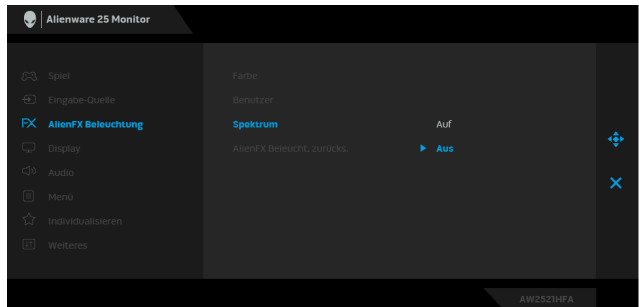 Alienware 25 Monitor
Spiel
Eingabe-Quelle
FX AlienFX Beleuchtung
Display
Audio
Menü
Individualisieren
Weiteres
Farbe
Benutzer
Spektrum Auf
AlienFX Beleucht. zurücks. Aus
AW2521HFA